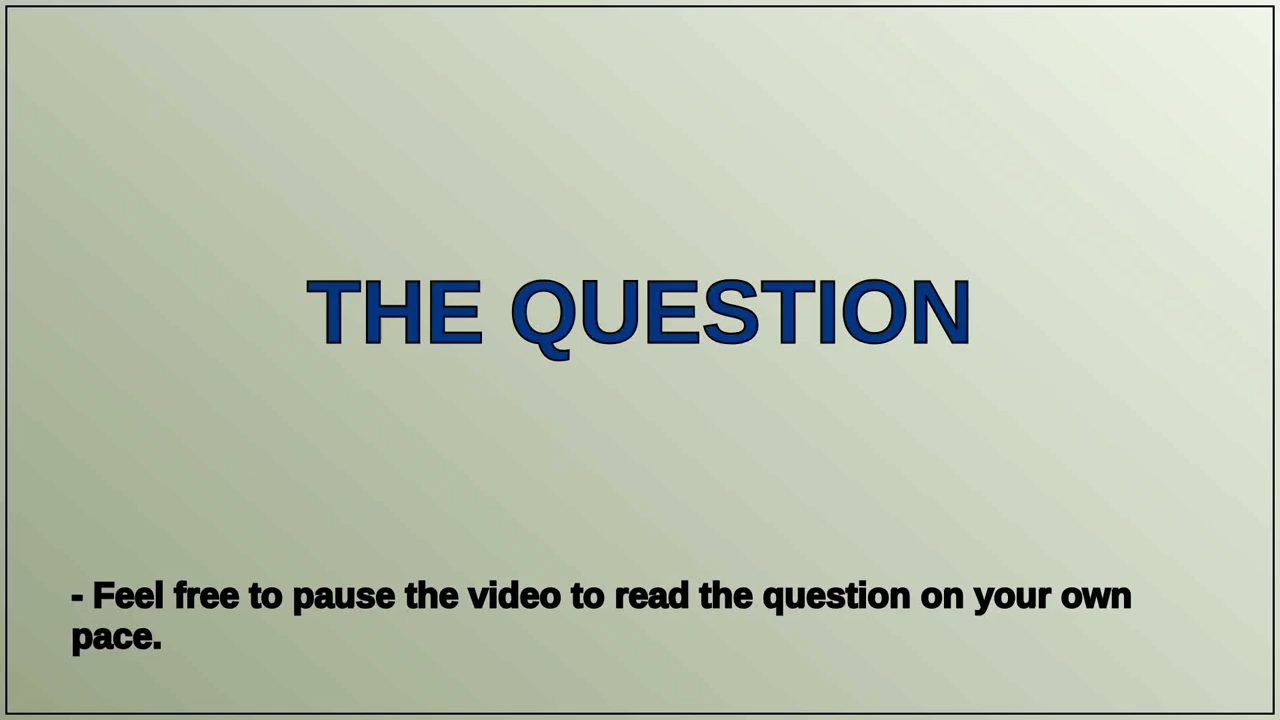 THE QUESTION
- Feel free to pause the video to read the question on your own
pace.